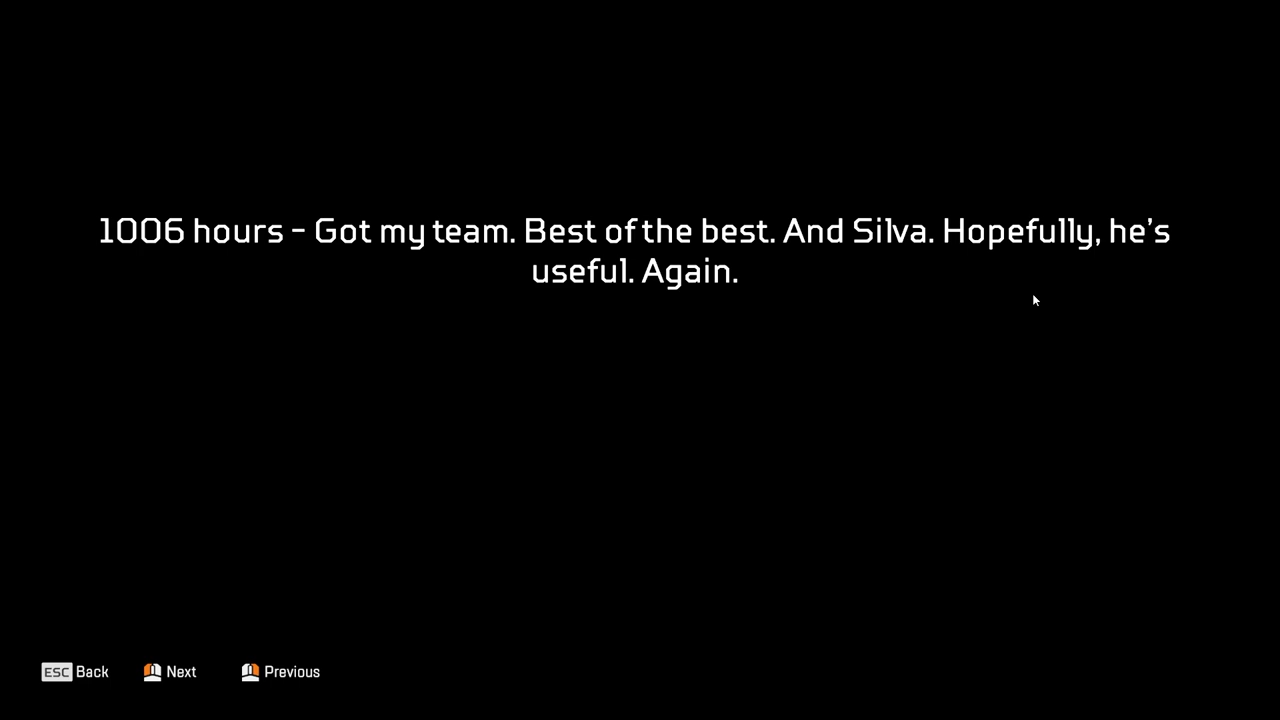 1006 hours - Got my team. Best of the best. And Silva. Hopefully, he's
useful. Again.
ESC Back Next Previous